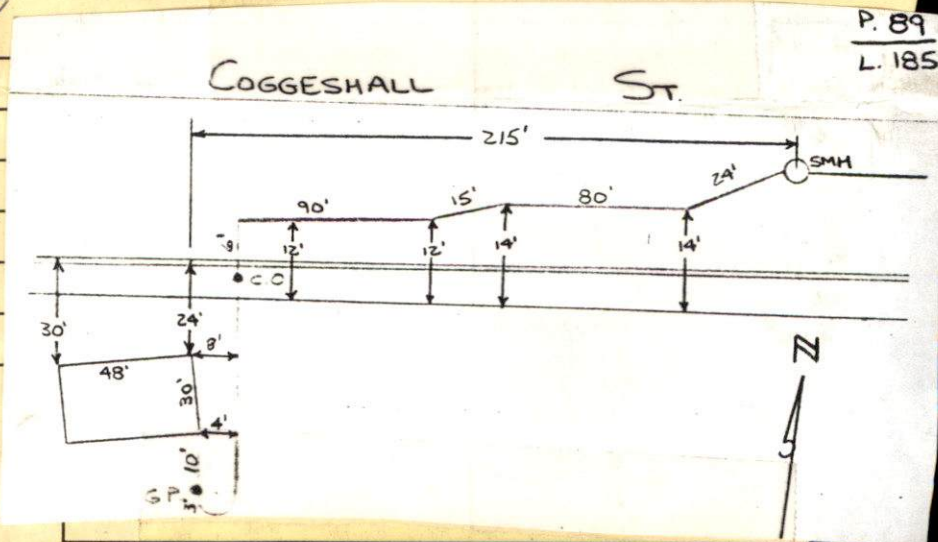 P. 89
L. 185
COGGESHALL ST.
215'
SMH
24'
90' 15' 80'
12' 12' 14' 14'
C.O
30' 24' 8'
48' 30'
4'
10'
G P. 3'
N